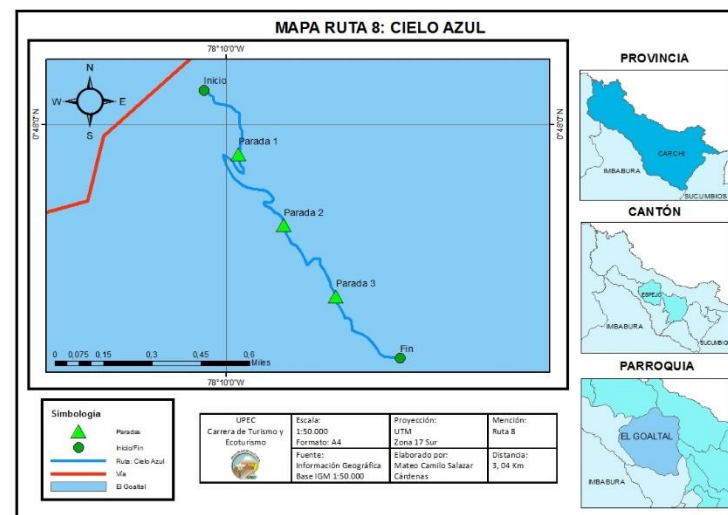 MAPA RUTA 8: CIELO AZUL
78°10'0"W
0°48'0"N
0°48'0"N
N
W
E
S
Inicio
Parada 1
Parada 2
Parada 3
Fin
0 0,075 0,15 0,3 0,45 0,6
Miles
78°10'0"W
PROVINCIA
CARCHI
IMBABURA
SUCUMBIOS
CANTÓN
ESPEJO
IMBABURA
SUCUMBIOS
PARROQUIA
EL GOALTAL
IMBABURA
Simbología
Paradas
Inicio/Fin
Ruta: Cielo Azul
Vía
El Goaltal
UPEC
Carrera de Turismo y
Ecoturismo
Escala:
1:50.000
Formato: A4
Fuente:
Información Geográfica
Base IGM 1:50.000
Proyección:
UTM
Zona 17 Sur
Elaborado por:
Mateo Camilo Salazar
Cárdenas
Mención:
Ruta 8
Distancia:
3, 04 Km